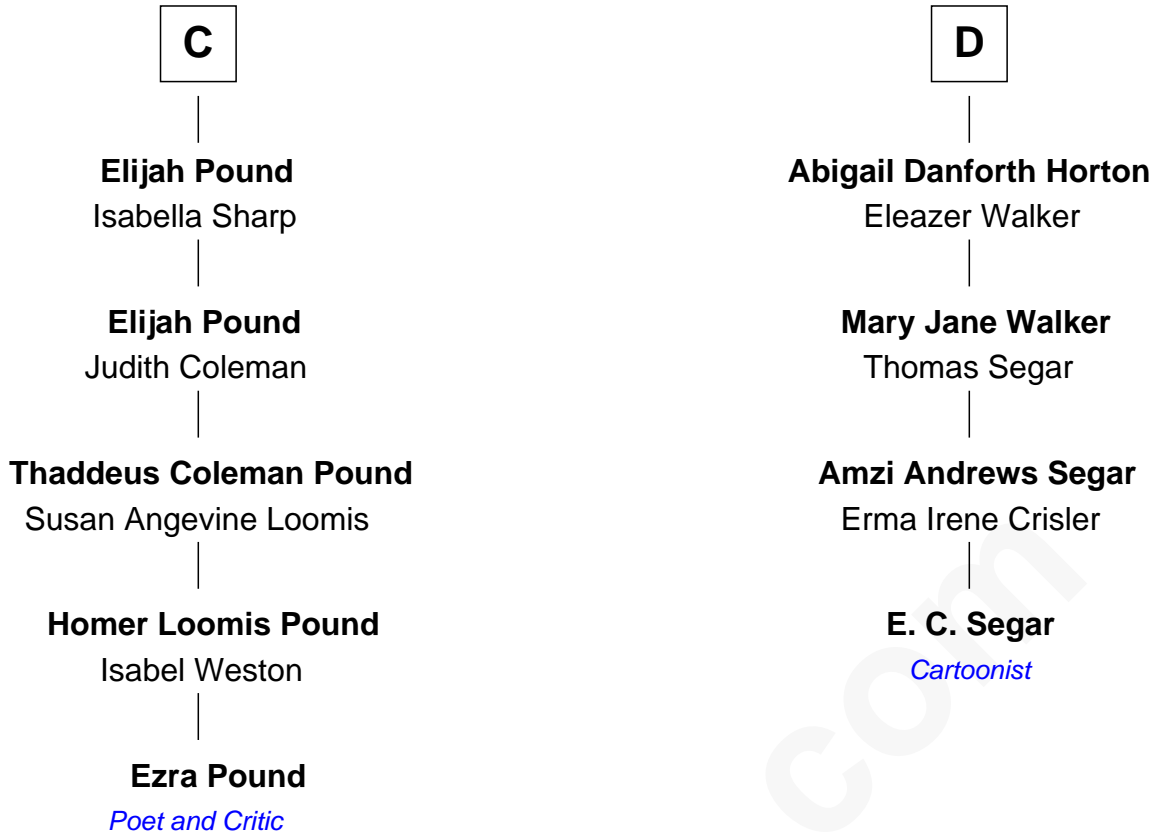 C
Elijah Pound
Isabella Sharp
Elijah Pound
Judith Coleman
Thaddeus Coleman Pound
Susan Angevine Loomis
Homer Loomis Pound
Isabel Weston
Ezra Pound
Poet and Critic
D
Abigail Danforth Horton
Eleazer Walker
Mary Jane Walker
Thomas Segar
Amzi Andrews Segar
Erma Irene Crisler
E. C. Segar
Cartoonist
com